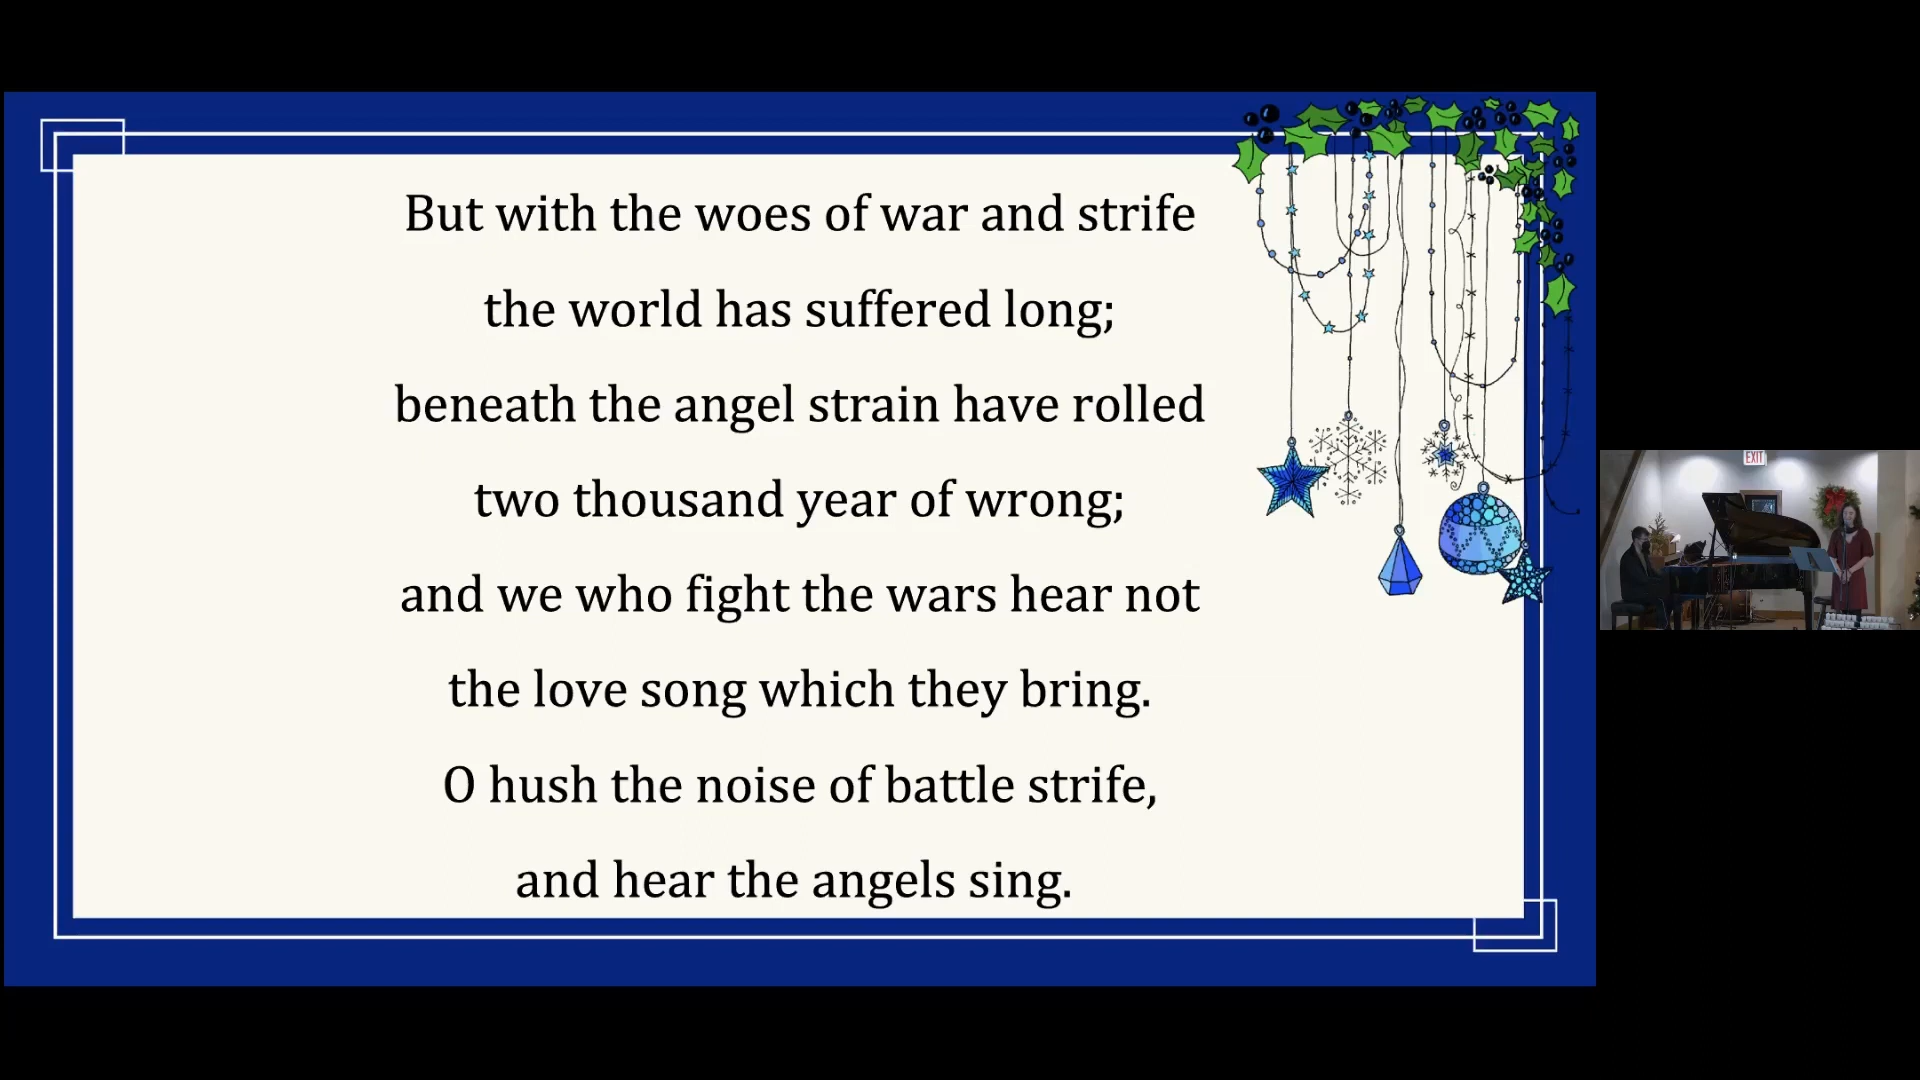 But with the woes of war and strife
the world has suffered long;
beneath the angel strain have rolled
two thousand year of wrong;
and we who fight the wars hear not
the love song which they bring.
O hush the noise of battle strife,
and hear the angels sing.
EXIT